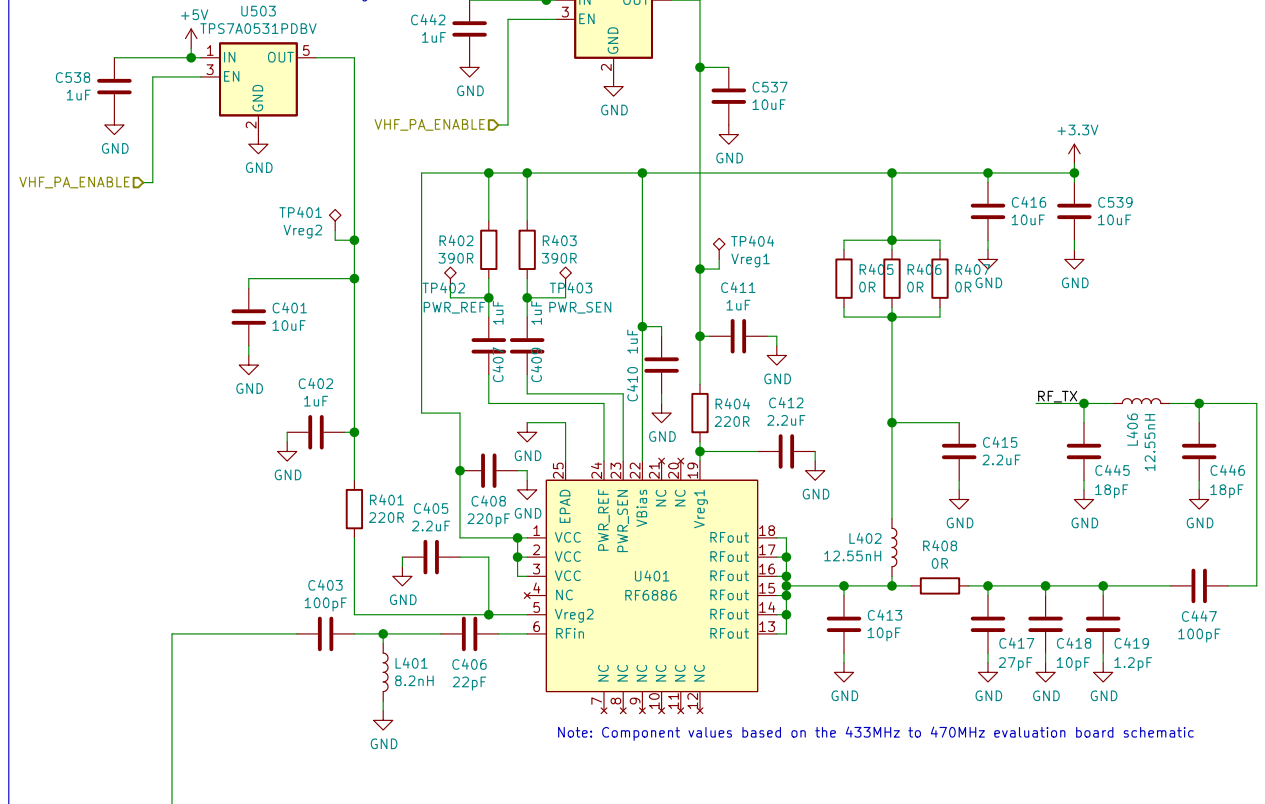 U503
TPS7A0531PDBV
+5V
1
IN
OUT
5
3
EN
GND
2
C538
1uF
GND
GND
VHF_PA_ENABLE
C442
1uF
GND
OUT
3
EN
GND
2
GND
VHF_PA_ENABLE
C537
10uF
GND
+3.3V
C416
10uF
GND
C539
10uF
GND
TP401
Vreg2
C401
10uF
GND
C402
1uF
GND
R401
220R
R402
390R
R403
390R
TP402
PWR_REF
TP403
PWR_SEN
1uF
C407
1uF
C409
C410 1uF
GND
TP404
Vreg1
C411
1uF
GND
R404
220R
C412
2.2uF
GND
R405
0R
R406
0R
R407
0R
C415
2.2uF
GND
RF_TX
L406
12.55nH
C445
18pF
GND
C446
18pF
GND
GND
C408
220pF
GND
C405
2.2uF
GND
25
24
23
22
21
20
19
EPAD
PWR_REF
PWR_SEN
VBias
NC
NC
Vreg1
1
VCC
2
VCC
3
VCC
4
NC
5
Vreg2
6
RFin
U401
RF6886
RFout
18
RFout
17
RFout
16
RFout
15
RFout
14
RFout
13
NC
NC
NC
NC
NC
NC
7
8
9
10
11
12
C403
100pF
L401
8.2nH
GND
C406
22pF
L402
12.55nH
R408
0R
C413
10pF
GND
C417
27pF
GND
C418
10pF
GND
C419
1.2pF
GND
C447
100pF
Note: Component values based on the 433MHz to 470MHz evaluation board schematic